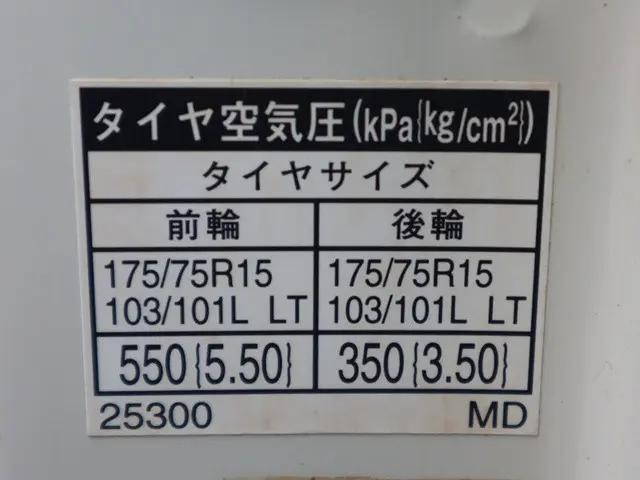 タイヤ空気圧(kPa{kg/cm²})
タイヤサイズ
前輪 後輪
175/75R15 175/75R15
103/101L LT 103/101L LT
550{5.50} 350{3.50}
25300 MD